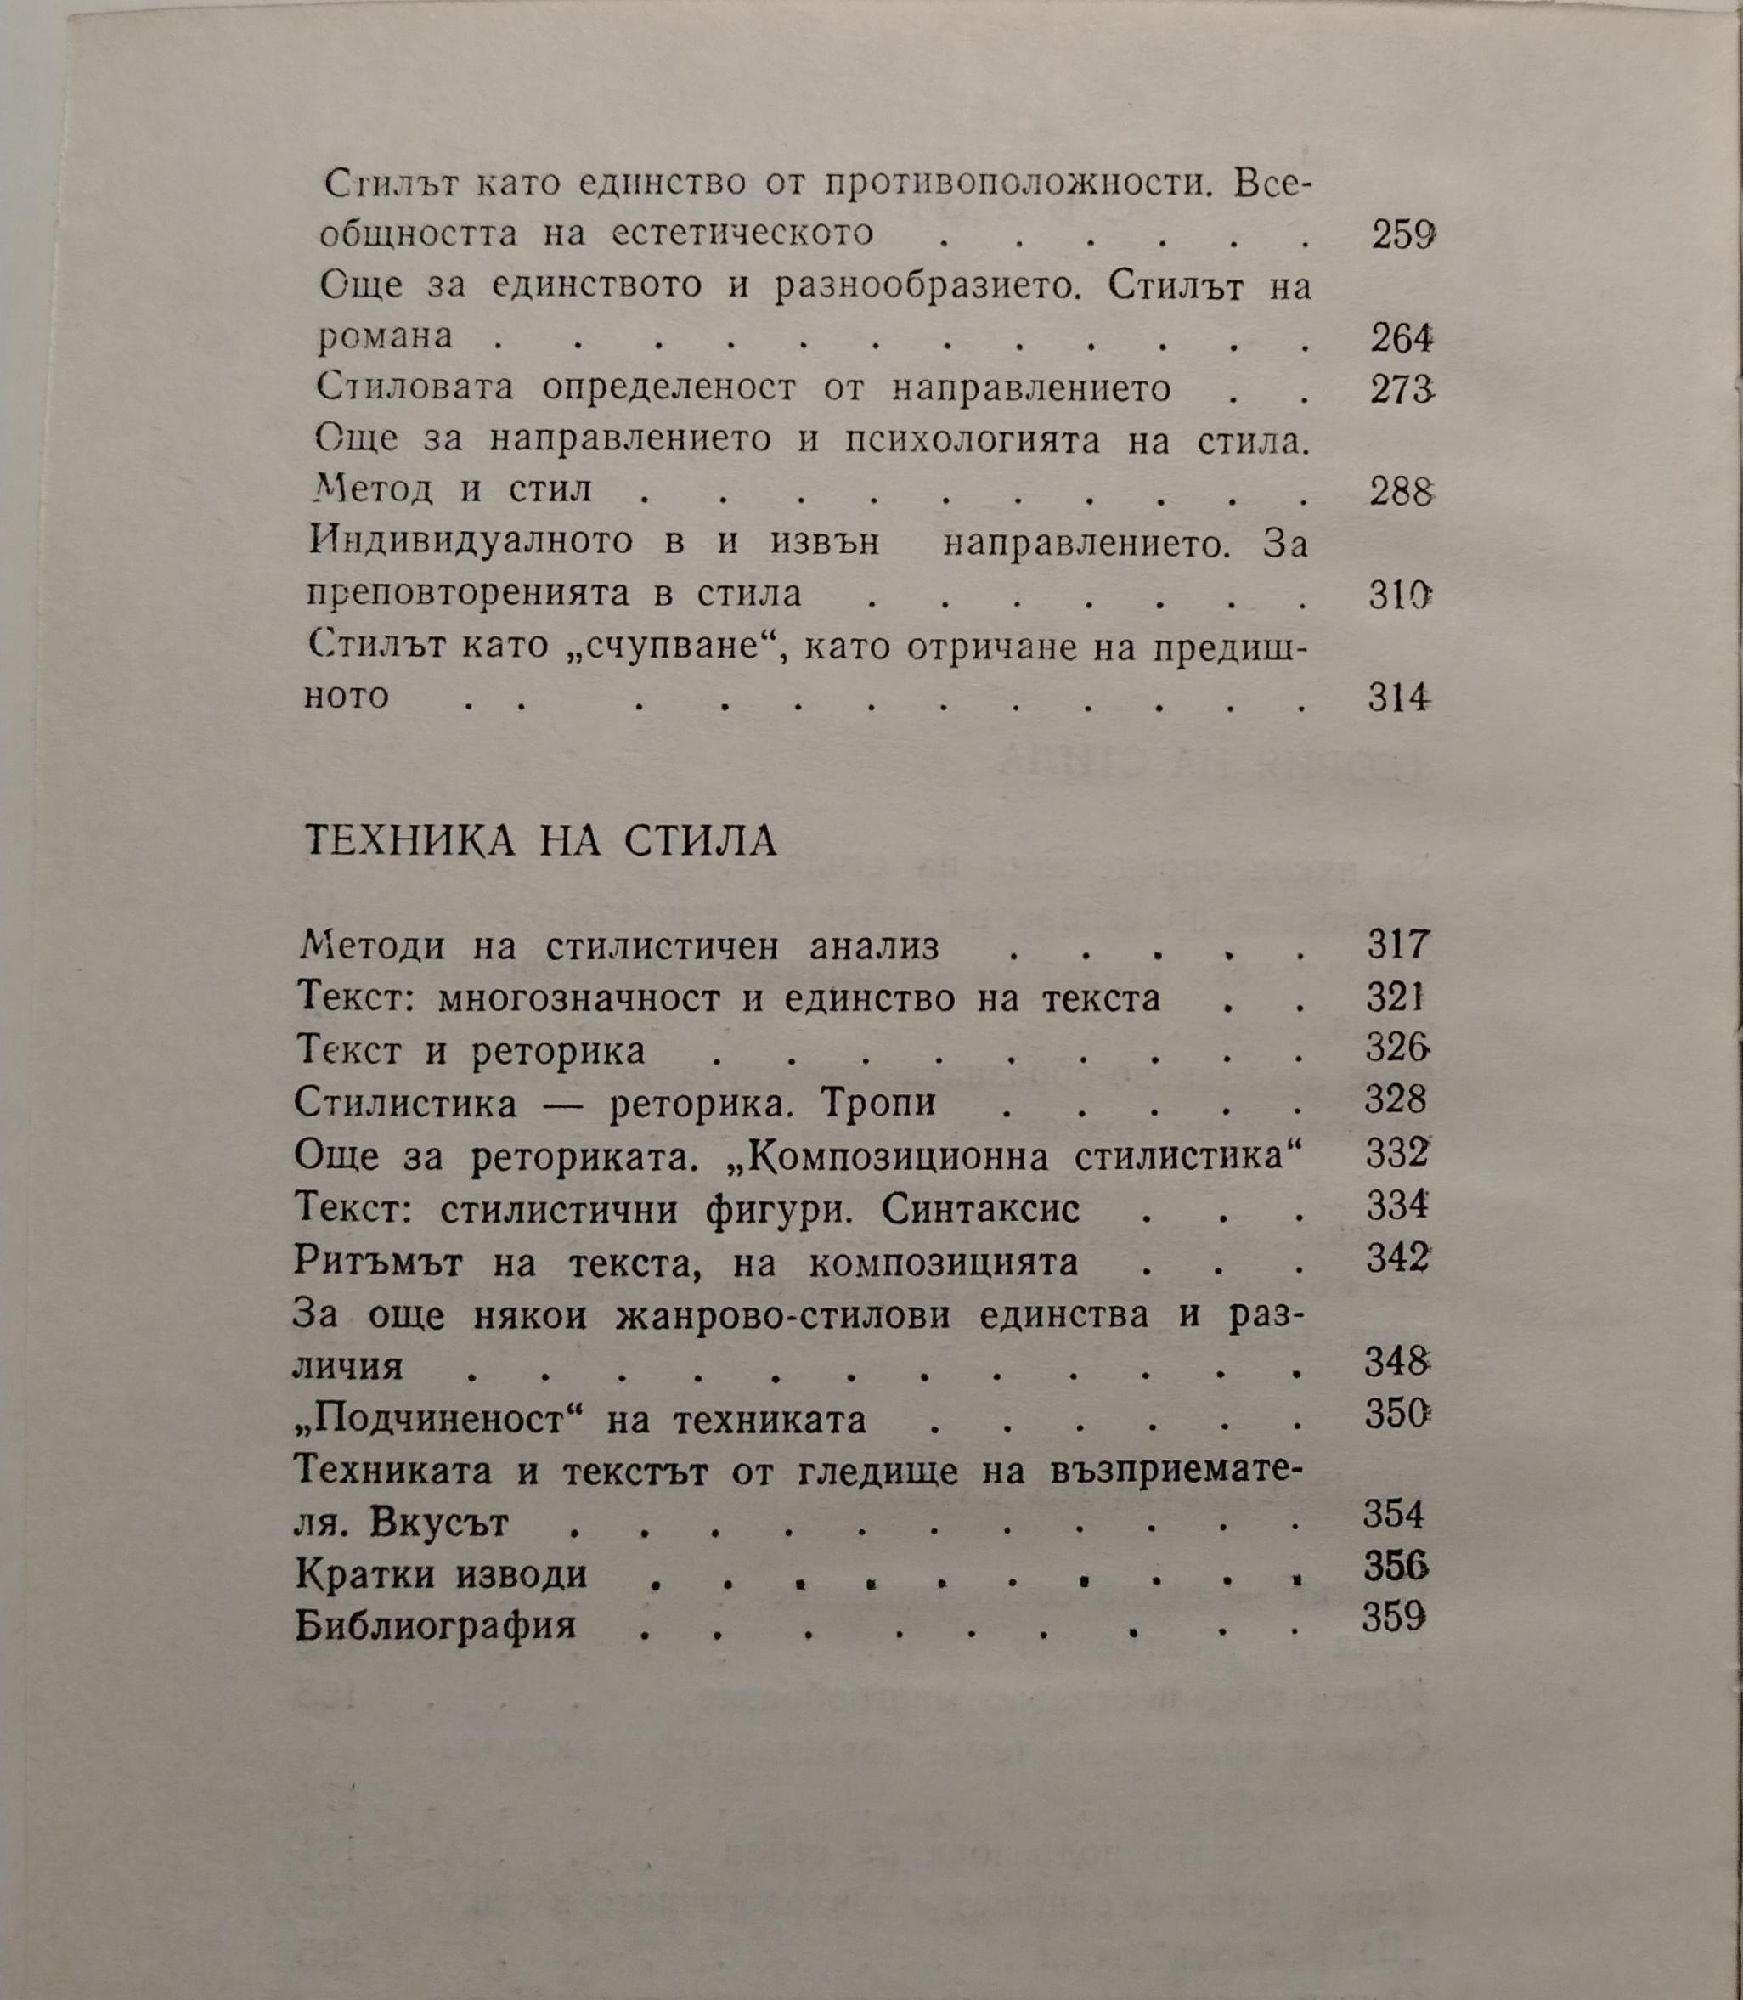 Стилът като единство от противоположности. Все-
общността на естетическото . . . . . . 259
Още за единството и разнообразието. Стилът на
романа . . . . . . . . . . . . 264
Стиловата определеност от направлението . . 273
Още за направлението и психологията на стила.
Метод и стил . . . . . . . . . . 288
Индивидуалното в и извън направлението. За
преповторенията в стила . . . . . . . 310
Стилът като „счупване“, като отричане на предиш-
ното . . . . . . . . . . . . 314
ТЕХНИКА НА СТИЛА
Методи на стилистичен анализ . . . . . 317
Текст: многозначност и единство на текста . . 321
Текст и реторика . . . . . . . . . 326
Стилистика — реторика. Тропи . . . . . 328
Още за реториката. „Композиционна стилистика“ 332
Текст: стилистични фигури. Синтаксис . . . 334
Ритъмът на текста, на композицията . . . 342
За още някои жанрово-стилови единства и раз-
личия . . . . . . . . . . . . 348
„Подчиненост“ на техниката . . . . . . 350
Техниката и текстът от гледище на възприемате-
ля. Вкусът . . . . . . . . . . . 354
Кратки изводи . . . . . . . . . . 356
Библиография . . . . . . . . . 359